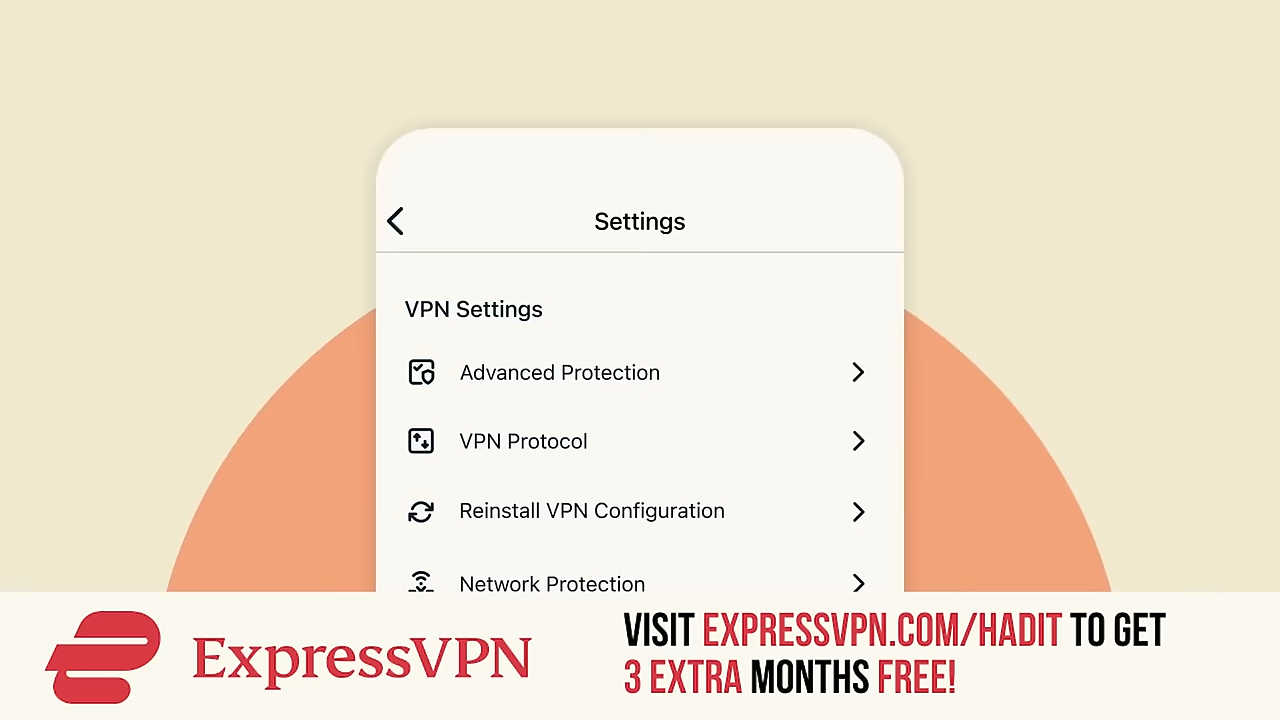 Settings
VPN Settings
Advanced Protection
VPN Protocol
Reinstall VPN Configuration
Network Protection
ExpressVPN
VISIT EXPRESSVPN.COM/HADIT TO GET
3 EXTRA MONTHS FREE!